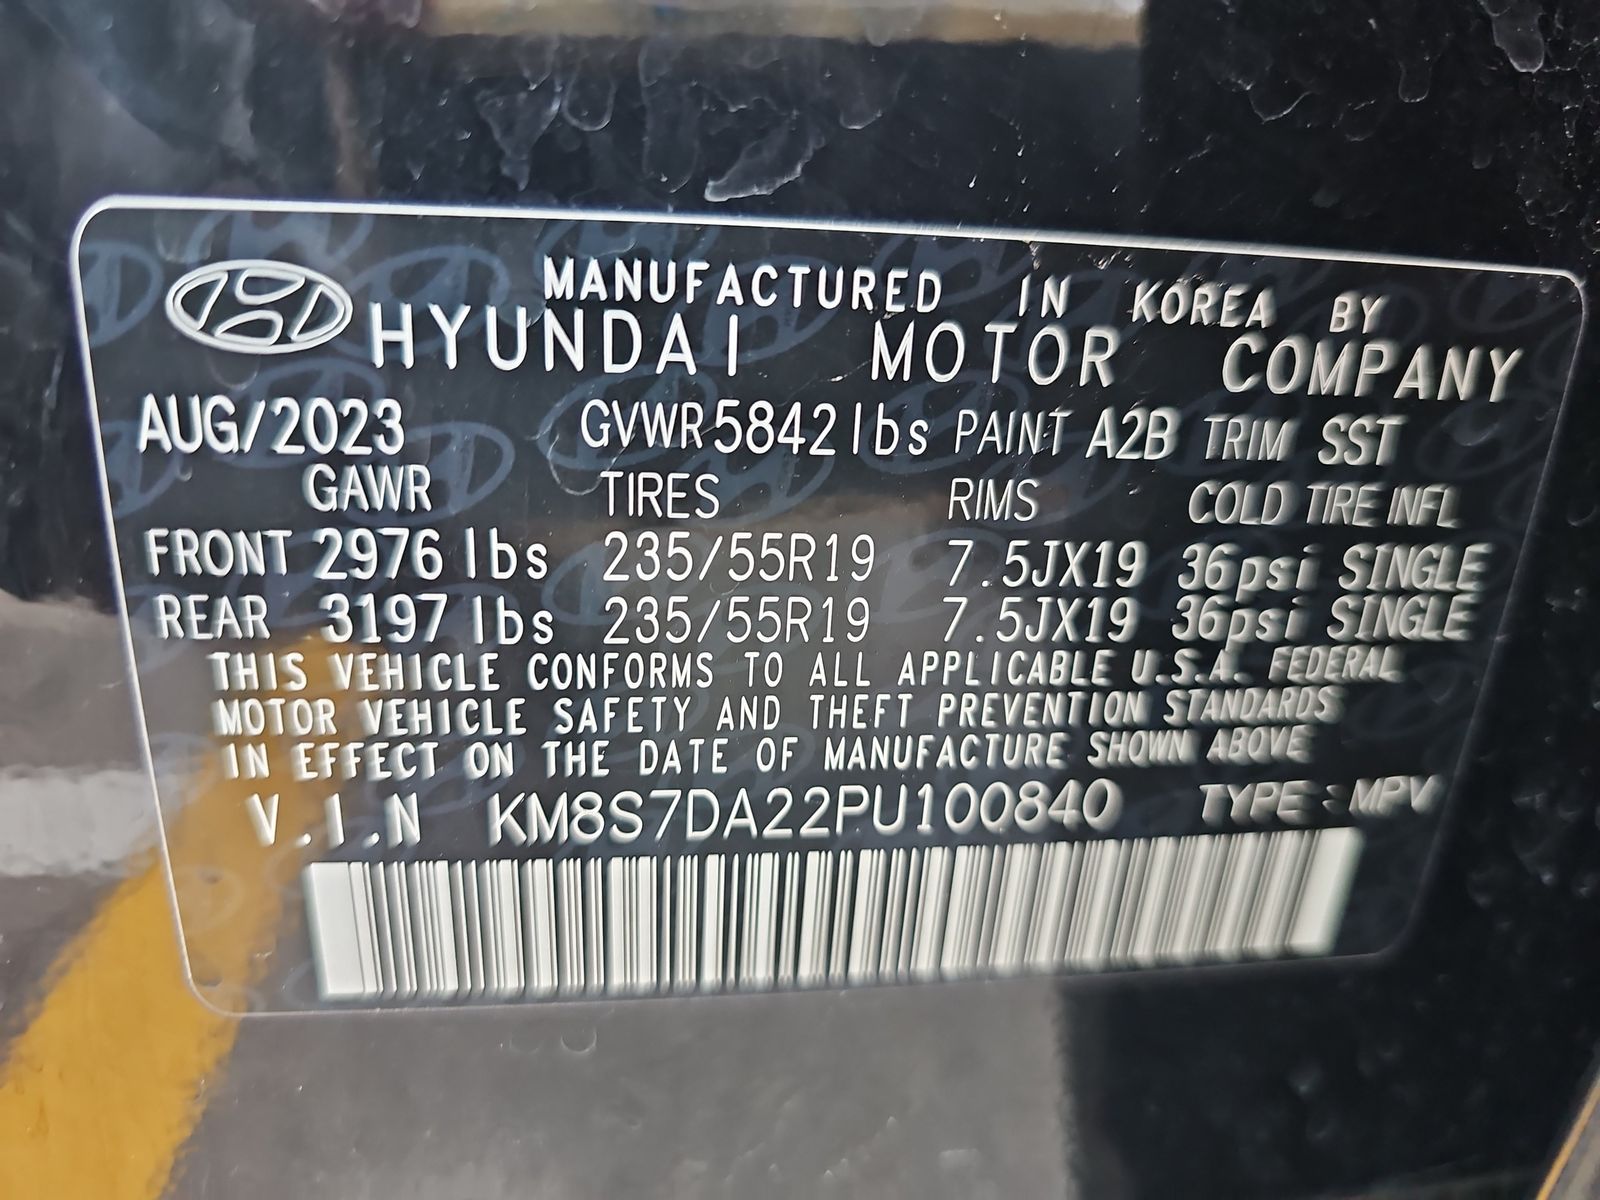 MANUFACTURED IN KOREA BY
HYUNDAI MOTOR COMPANY
AUG/2023 GVWR 5842 lbs PAINT A2B TRIM SST
GAWR TIRES RIMS COLD TIRE INFL
FRONT 2976 lbs 235/55R19 7.5JX19 36psi SINGLE
REAR 3197 lbs 235/55R19 7.5JX19 36psi SINGLE
THIS VEHICLE CONFORMS TO ALL APPLICABLE U.S.A. FEDERAL
MOTOR VEHICLE SAFETY AND THEFT PREVENTION STANDARDS
IN EFFECT ON THE DATE OF MANUFACTURE SHOWN ABOVE
V.I.N KM8S7DA22PU100840 TYPE : MPV